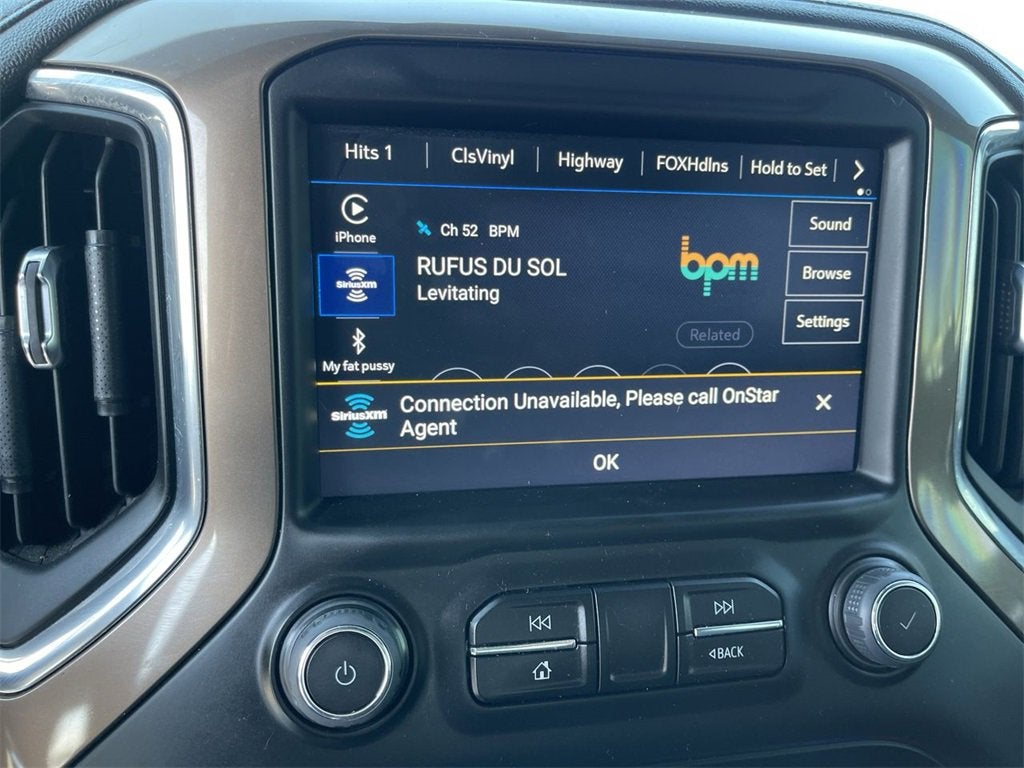 Hits 1
ClsVinyl
Highway
FOXHdlns
Hold to Set
iPhone
Ch 52 BPM
bpm
Sound
RUFUS DU SOL
Levitating
SiriusXM
Browse
Settings
Related
My fat pussy
SiriusXM
Connection Unavailable, Please call OnStar
Agent
OK
BACK